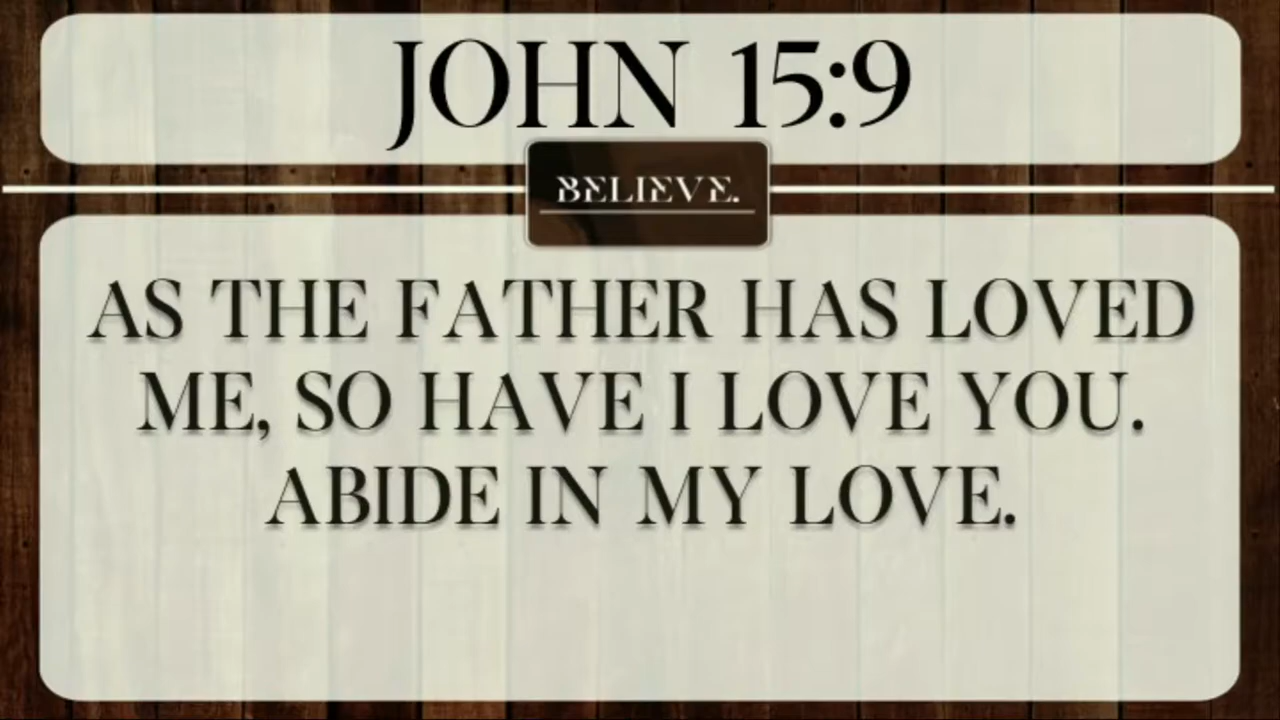 JOHN 15:9
BELIEVE.
AS THE FATHER HAS LOVED
ME, SO HAVE I LOVE YOU.
ABIDE IN MY LOVE.